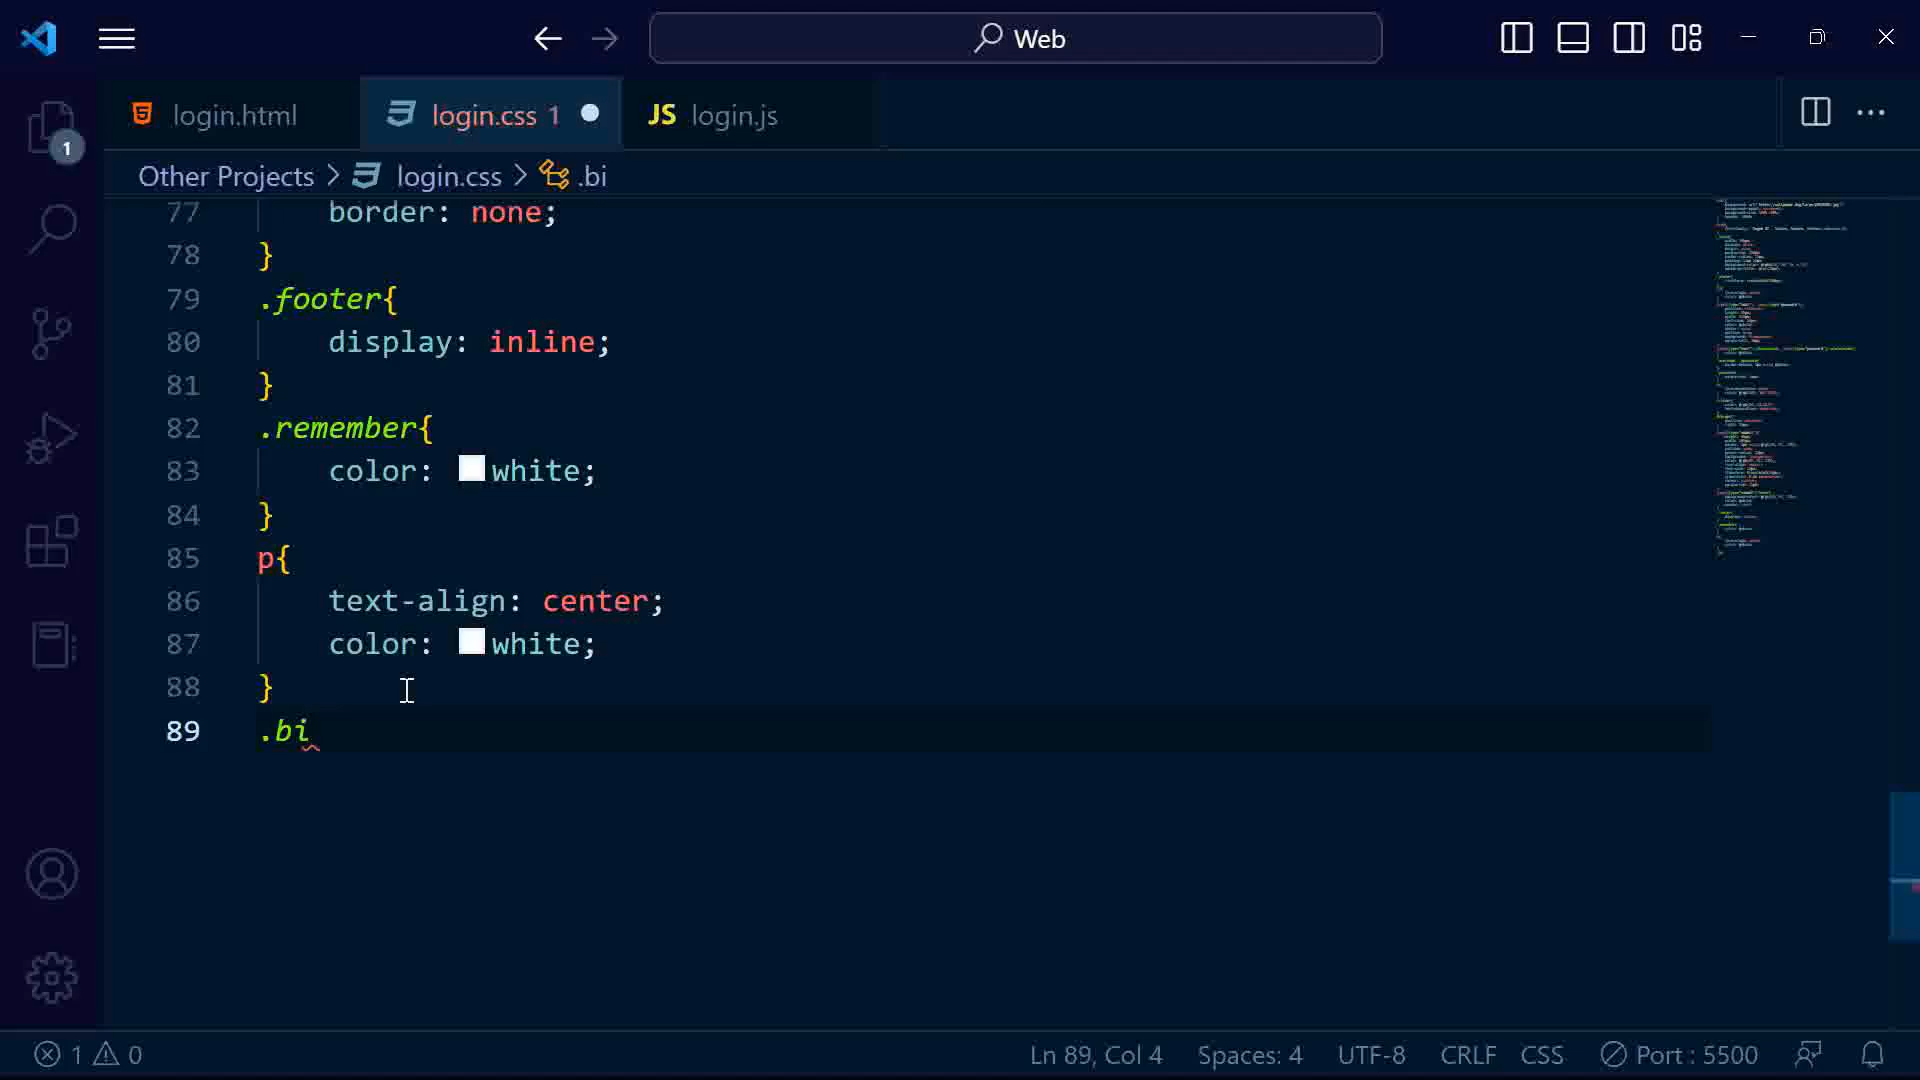 Web
login.html
login.css 1
JS login.js
Other Projects > login.css > .bi
77 border: none;
78 }
79 .footer{
80 display: inline;
81 }
82 .remember{
83 color: white;
84 }
85 p{
86 text-align: center;
87 color: white;
88 }
89 .bi
1
1 0
Ln 89, Col 4
Spaces: 4
UTF-8
CRLF
CSS
Port : 5500